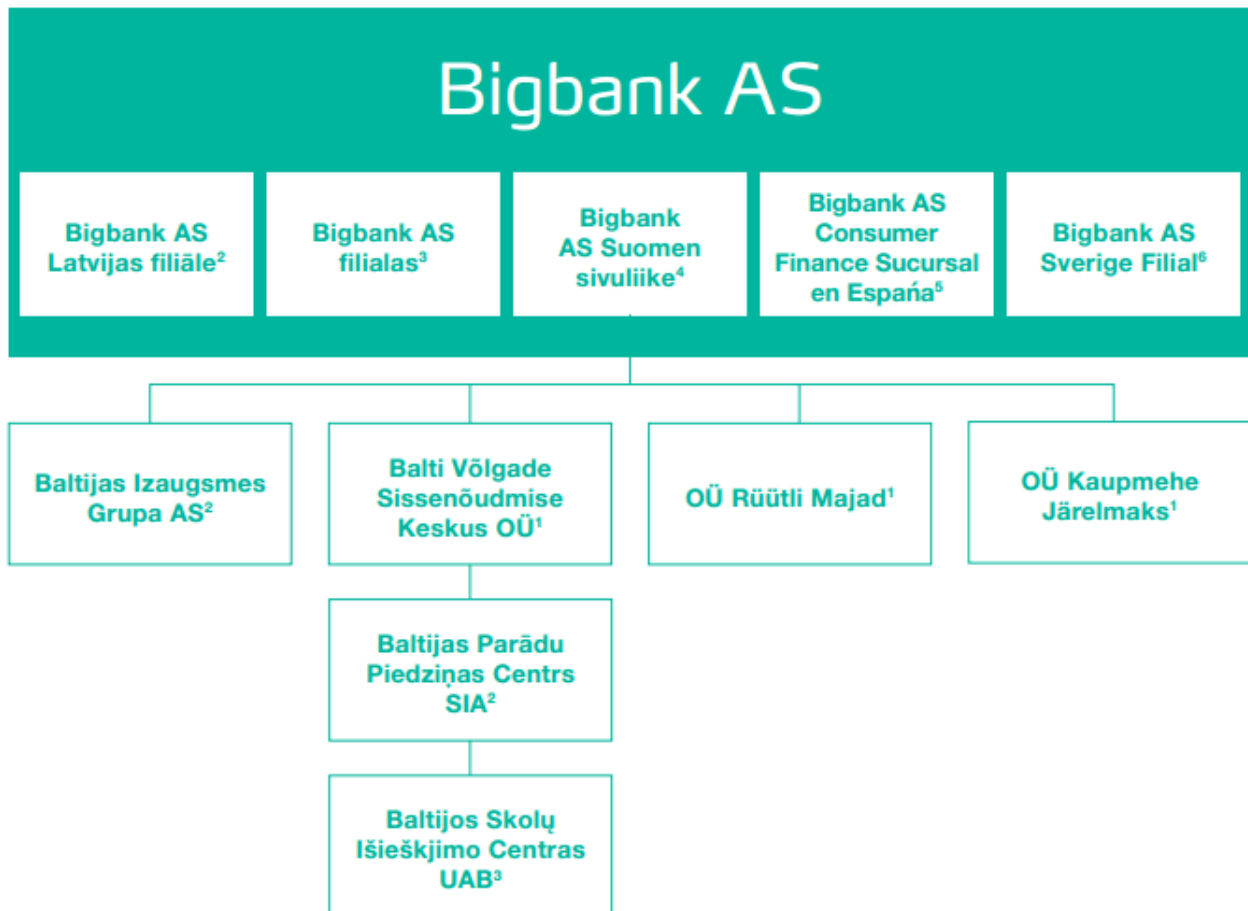 Bigbank AS
Bigbank AS
Latvijas filiāle²
Bigbank AS
filialas³
Bigbank
AS Suomen
sivuliike⁴
Bigbank AS
Consumer
Finance Sucursal
en Espańa⁵
Bigbank AS
Sverige Filial⁶
Baltijas Izaugsmes
Grupa AS²
Balti Võlgade
Sissenõudmise
Keskus OÜ¹
OÜ Rüütli Majad¹
OÜ Kaupmehe
Järelmaks¹
Baltijas Parādu
Piedziņas Centrs
SIA²
Baltijos Skolų
Išieškjimo Centras
UAB³